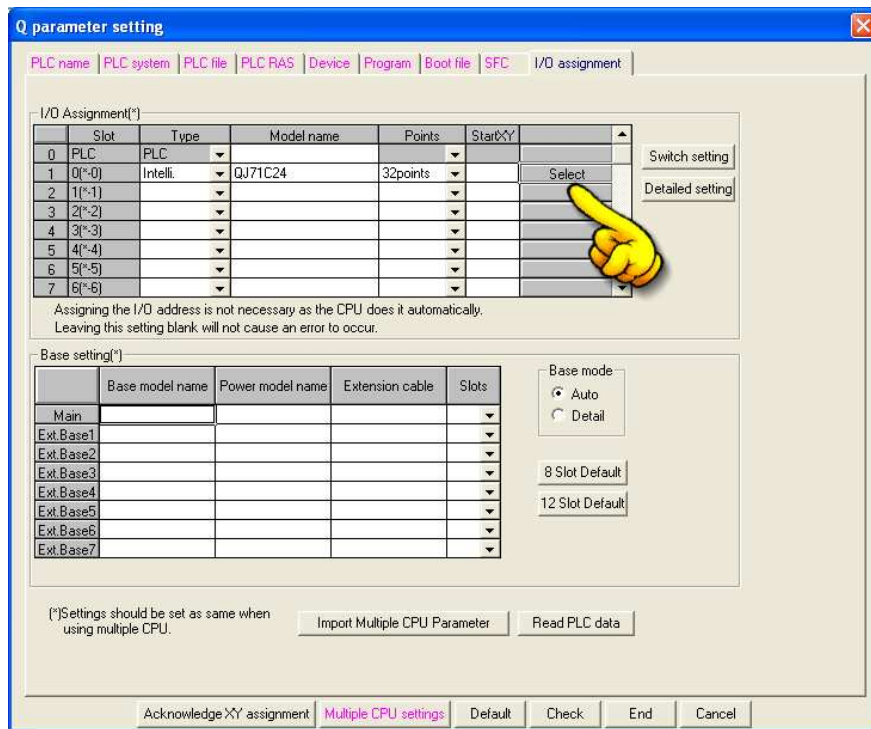 Q parameter setting
PLC name PLC system PLC file PLC RAS Device Program Boot file SFC I/O assignment
I/O Assignment(*)
Slot Type Model name Points StartXY
0 PLC PLC
1 0(*-0) Intelli. QJ71C24 32points Select
2 1(*-1)
3 2(*-2)
4 3(*-3)
5 4(*-4)
6 5(*-5)
7 6(*-6)
Switch setting
Detailed setting
Assigning the I/O address is not necessary as the CPU does it automatically.
Leaving this setting blank will not cause an error to occur.
Base setting(*)
Base model name Power model name Extension cable Slots
Main
Ext.Base1
Ext.Base2
Ext.Base3
Ext.Base4
Ext.Base5
Ext.Base6
Ext.Base7
Base mode
Auto
Detail
8 Slot Default
12 Slot Default
(*)Settings should be set as same when
using multiple CPU.
Import Multiple CPU Parameter Read PLC data
Acknowledge XY assignment Multiple CPU settings Default Check End Cancel